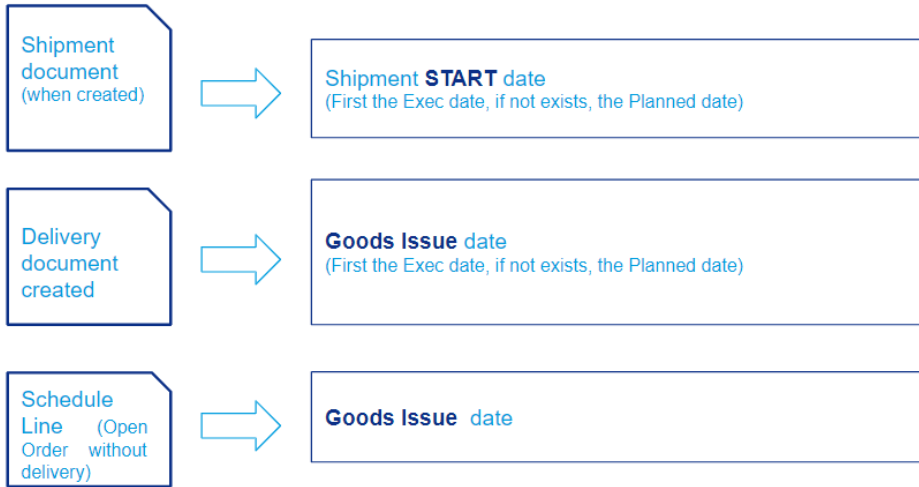 Shipment
document
(when created)
Shipment START date
(First the Exec date, if not exists, the Planned date)
Delivery
document
created
Goods Issue date
(First the Exec date, if not exists, the Planned date)
Schedule
Line (Open
Order without
delivery)
Goods Issue date